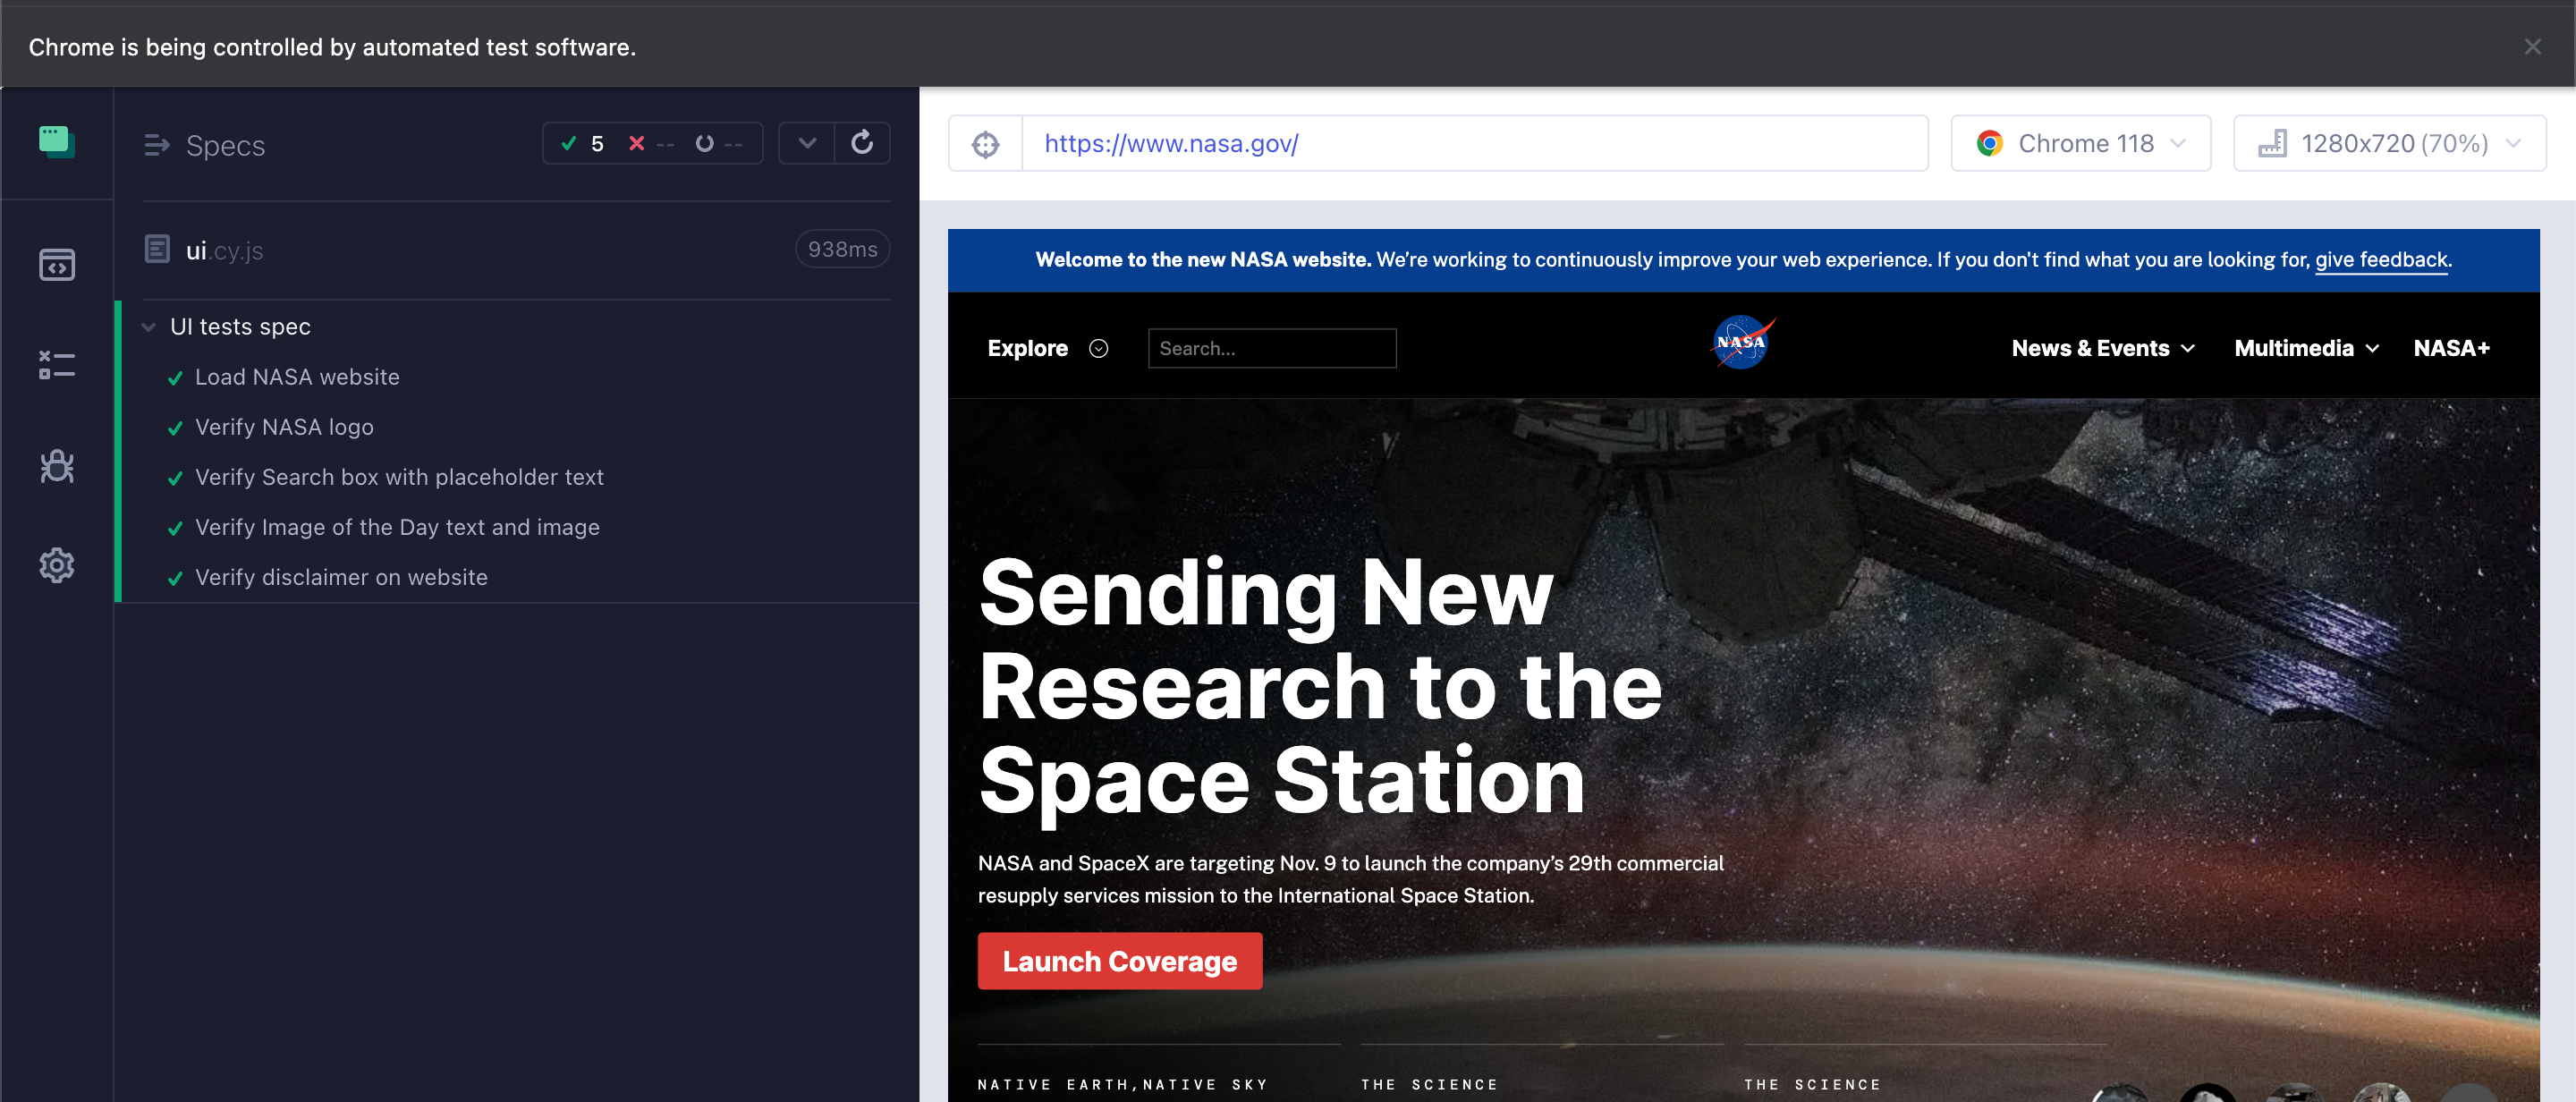 Chrome is being controlled by automated test software.
Specs
5 -- --
ui.cy.js
938ms
UI tests spec
Load NASA website
Verify NASA logo
Verify Search box with placeholder text
Verify Image of the Day text and image
Verify disclaimer on website
https://www.nasa.gov/
Chrome 118
1280x720 (70%)
Welcome to the new NASA website. We’re working to continuously improve your web experience. If you don't find what you are looking for, give feedback.
Explore
Search...
NASA
News & Events
Multimedia
NASA+
Sending New
Research to the
Space Station
NASA and SpaceX are targeting Nov. 9 to launch the company’s 29th commercial
resupply services mission to the International Space Station.
Launch Coverage
NATIVE EARTH,NATIVE SKY
THE SCIENCE
THE SCIENCE